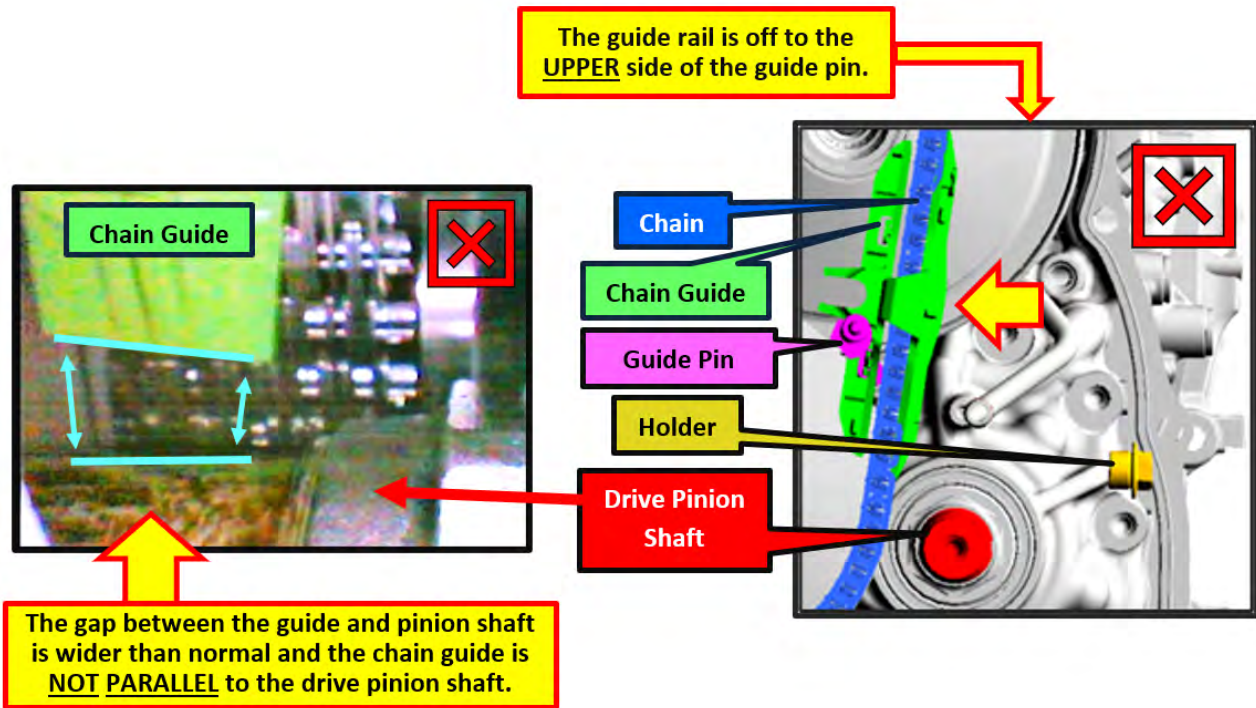 The guide rail is off to the
UPPER side of the guide pin.
Chain Guide
Chain
Chain Guide
Guide Pin
Holder
Drive Pinion
Shaft
The gap between the guide and pinion shaft
is wider than normal and the chain guide is
NOT PARALLEL to the drive pinion shaft.